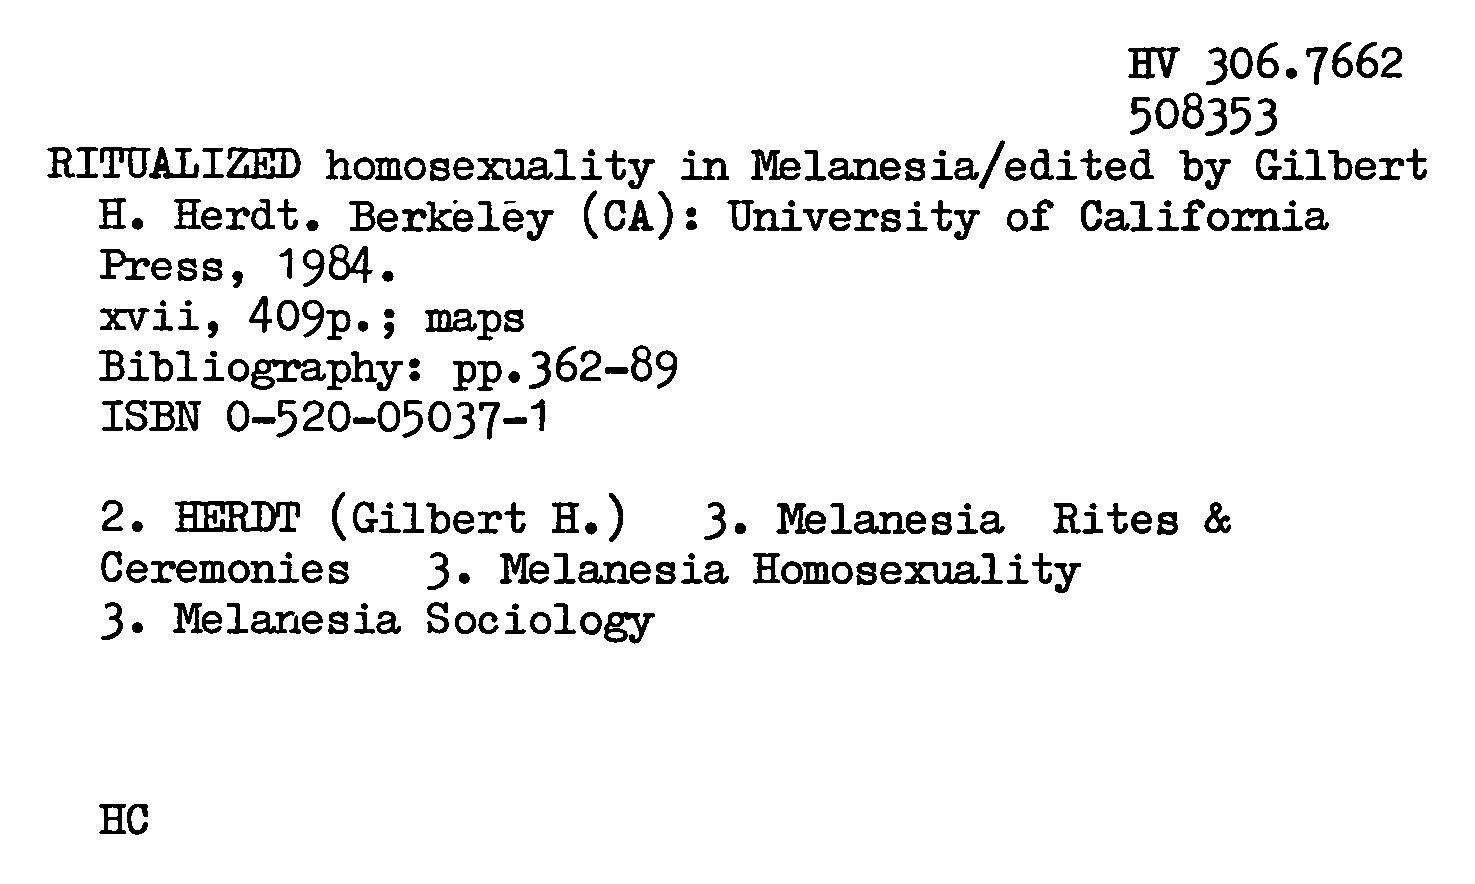 HV 306.7662
508353
RITUALIZED homosexuality in Melanesia/edited by Gilbert
H. Herdt. Berkeley (CA): University of California
Press, 1984.
xvii, 409p.; maps
Bibliography: pp.362-89
ISBN 0-520-05037-1
2. HERDT (Gilbert H.) 3. Melanesia Rites &
Ceremonies 3. Melanesia Homosexuality
3. Melanesia Sociology
HC